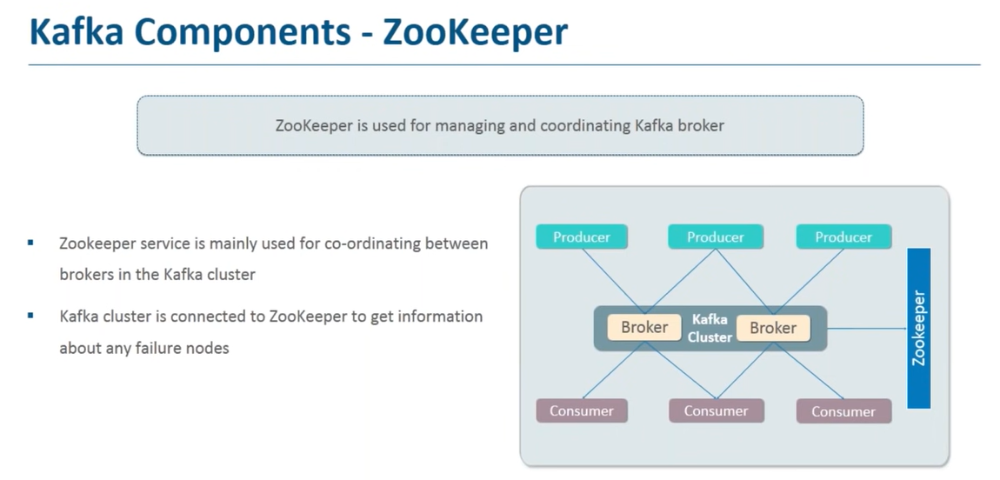 Kafka Components - ZooKeeper
ZooKeeper is used for managing and coordinating Kafka broker
Zookeeper service is mainly used for co-ordinating between
brokers in the Kafka cluster
Kafka cluster is connected to ZooKeeper to get information
about any failure nodes
Producer
Producer
Producer
Broker
Kafka
Cluster
Broker
Zookeeper
Consumer
Consumer
Consumer